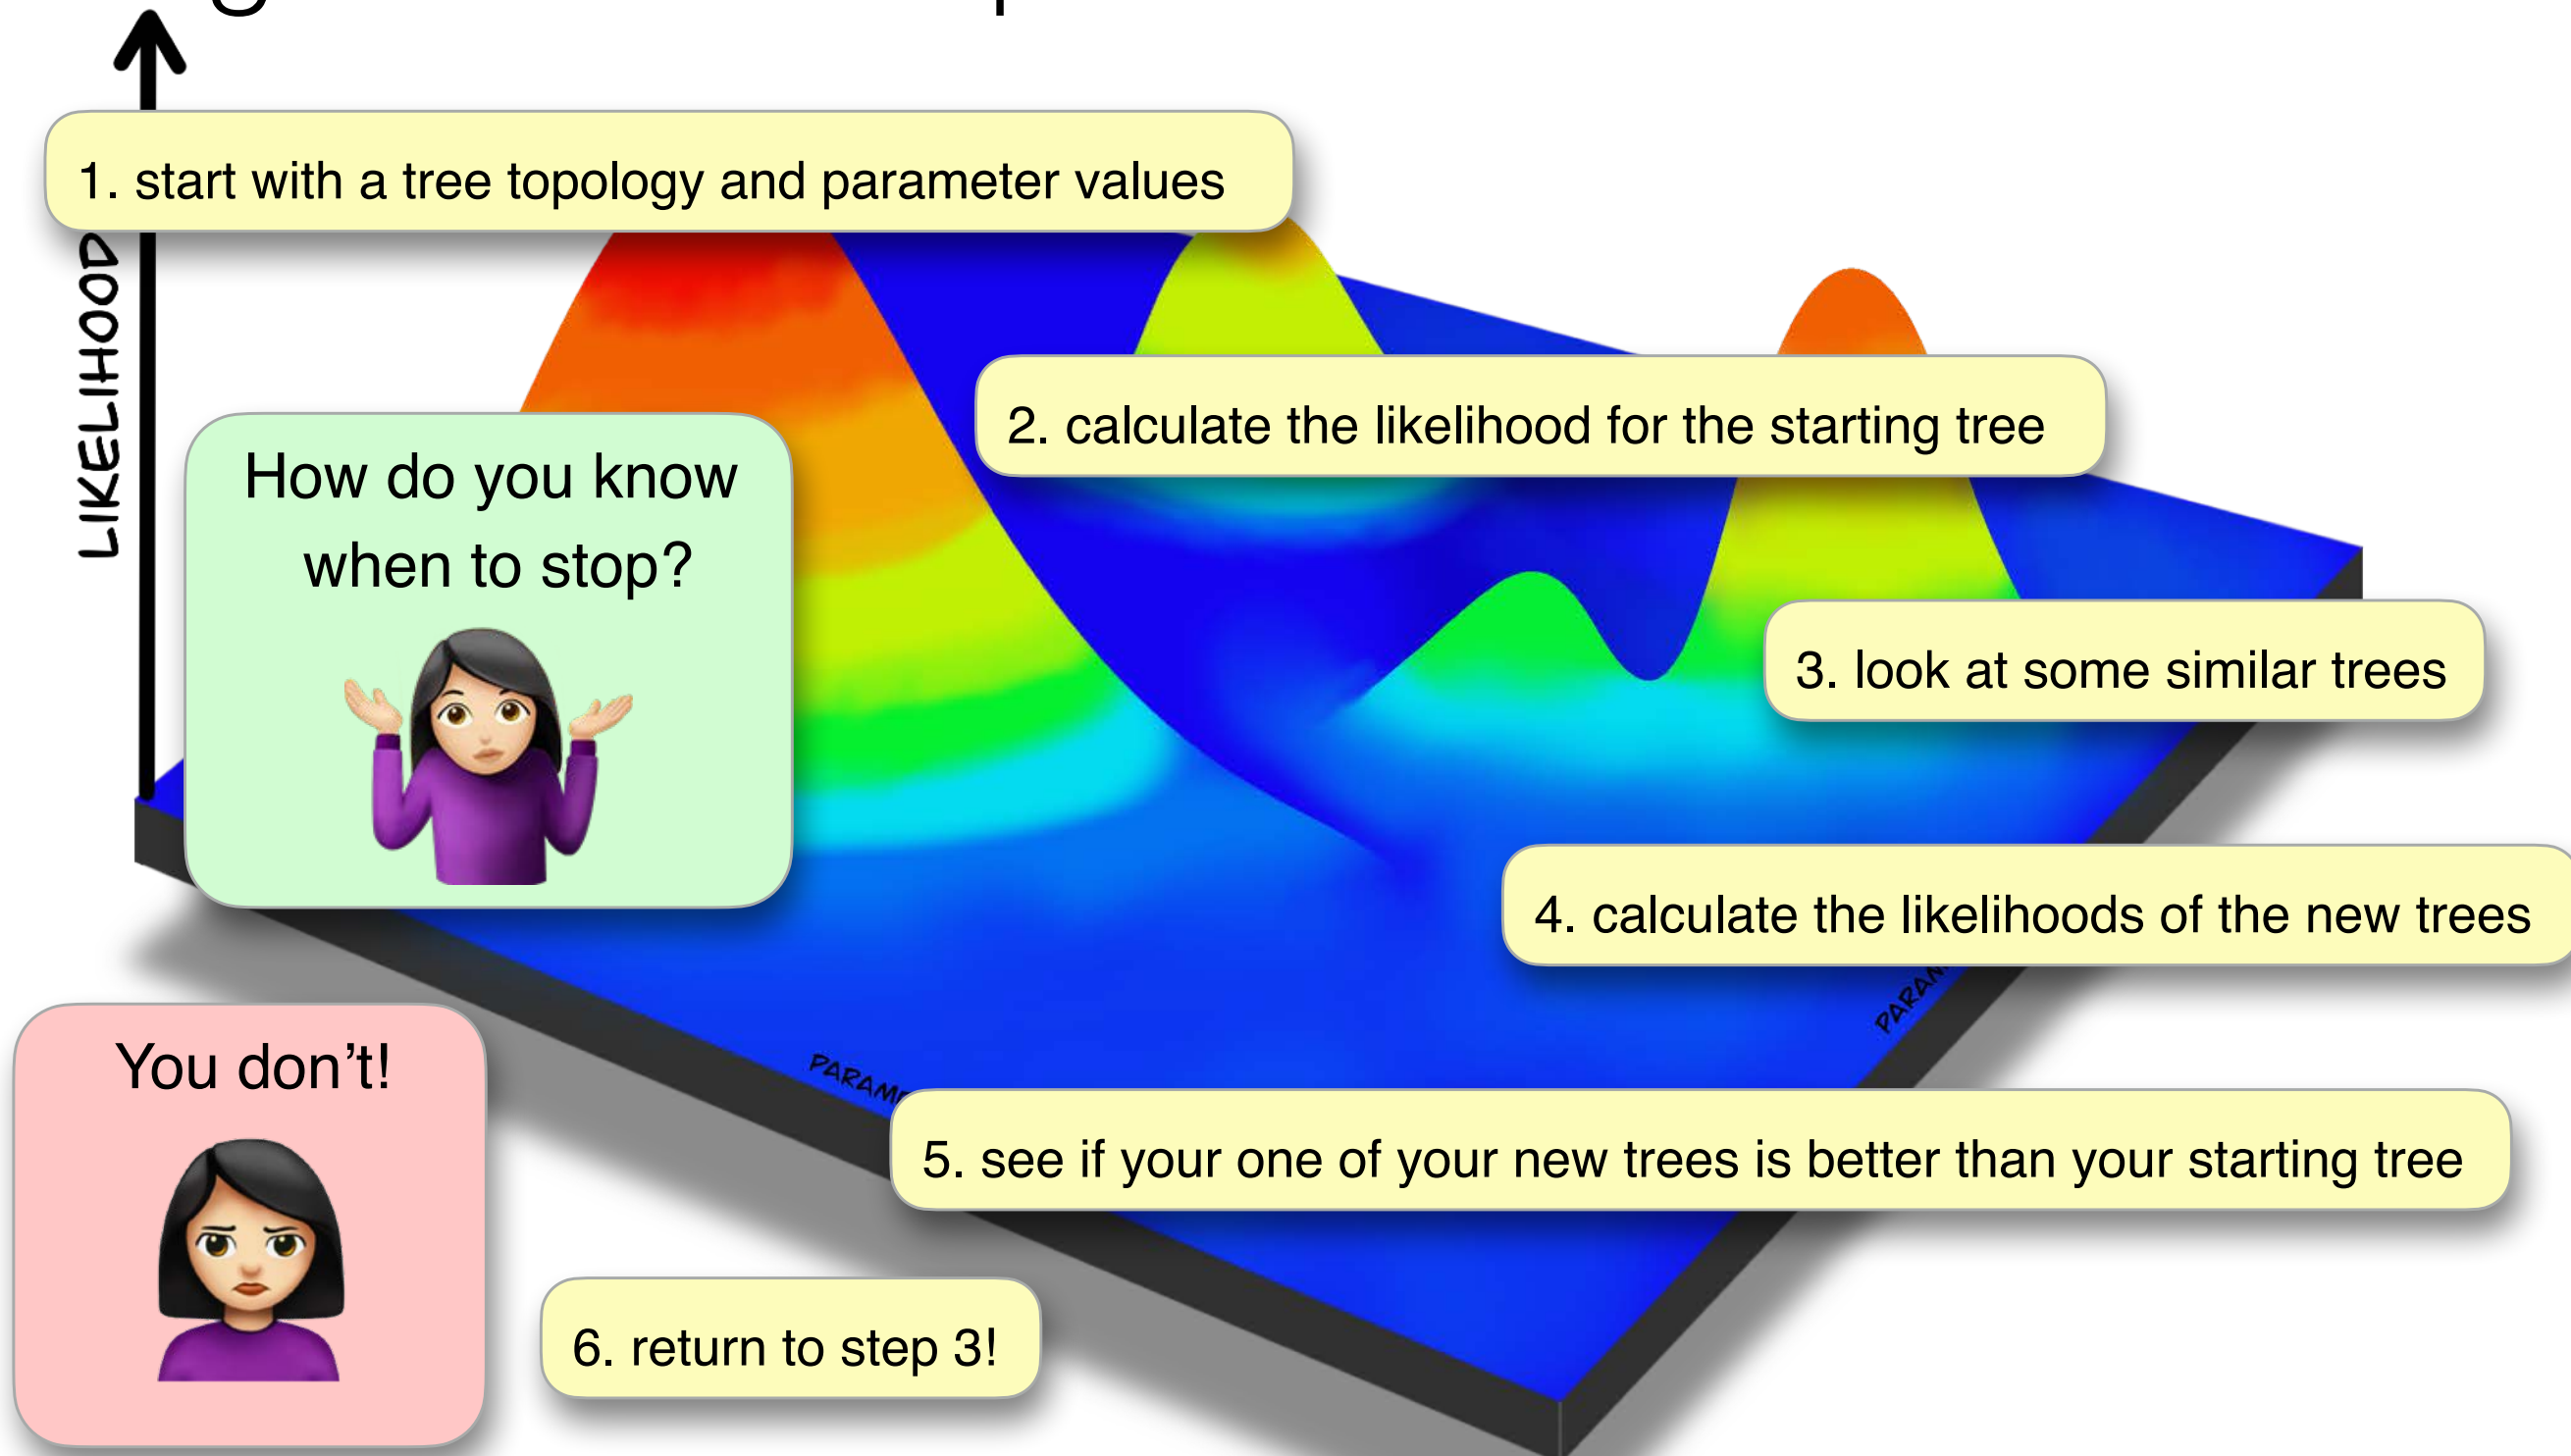 1. start with a tree topology and parameter values
LIKELIHOOD
2. calculate the likelihood for the starting tree
How do you know
when to stop?
3. look at some similar trees
4. calculate the likelihoods of the new trees
You don’t!
5. see if your one of your new trees is better than your starting tree
6. return to step 3!